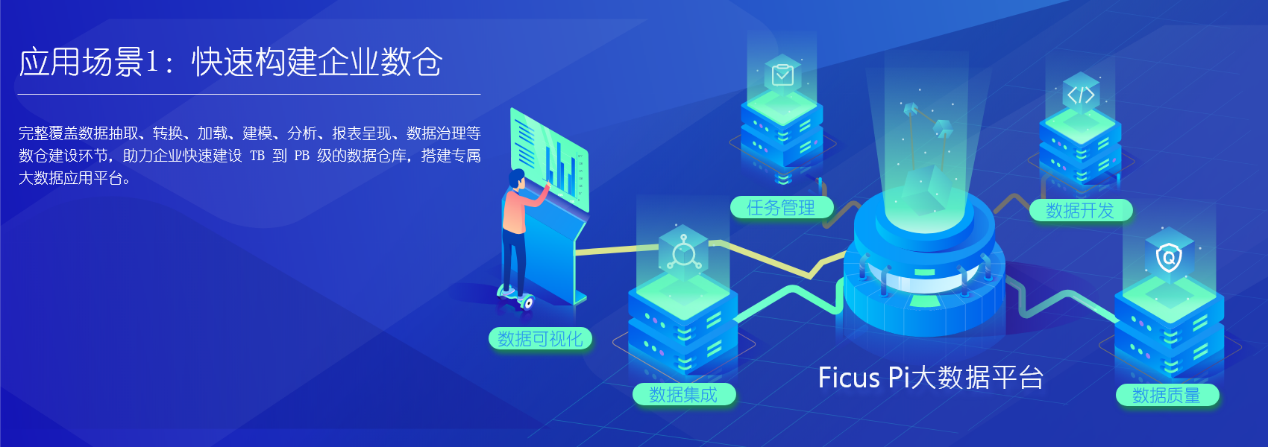 应用场景1：快速构建企业数仓
完整覆盖数据抽取、转换、加载、建模、分析、报表呈现、数据治理等
数仓建设环节，助力企业快速建设 TB 到 PB 级的数据仓库，搭建专属
大数据应用平台。
任务管理
数据开发
数据可视化
Ficus Pi大数据平台
数据集成
数据质量
Q